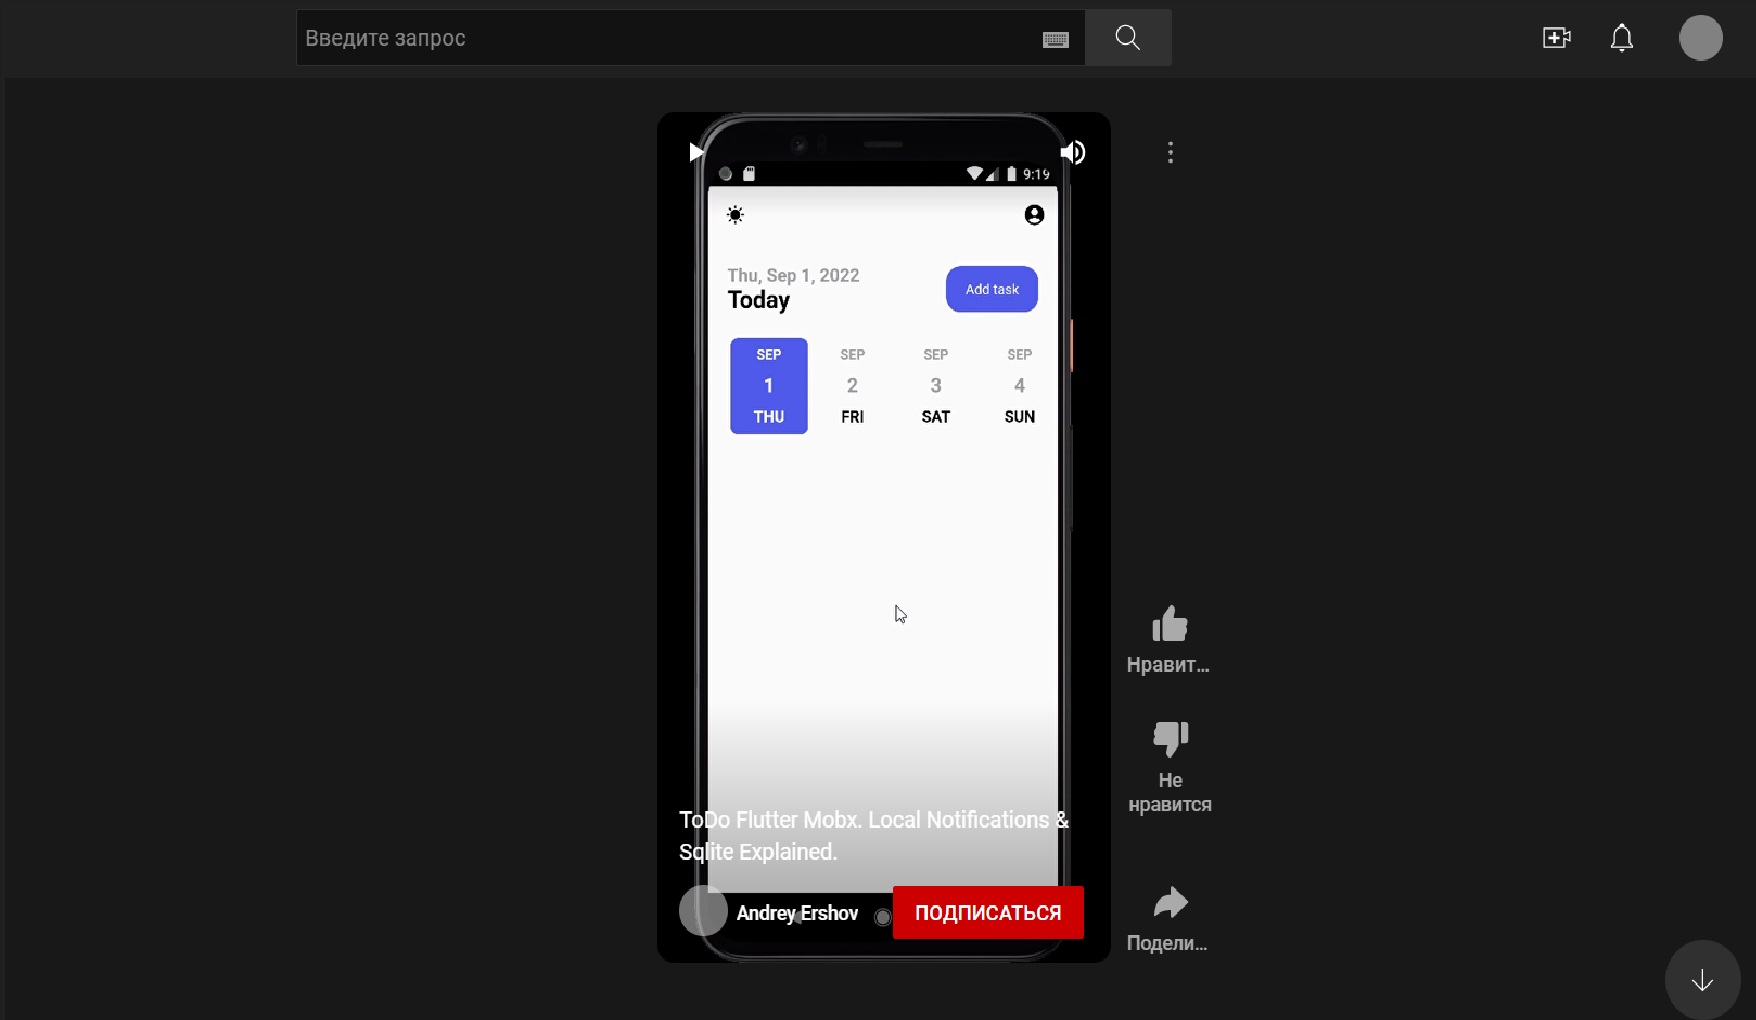 Введите запрос
9:19
Thu, Sep 1, 2022
Today
Add task
SEP SEP SEP SEP
1 2 3 4
THU FRI SAT SUN
Нравит...
Не
нравится
ToDo Flutter Mobx. Local Notifications &
Sqlite Explained.
Andrey Ershov
ПОДПИСАТЬСЯ
Подели...